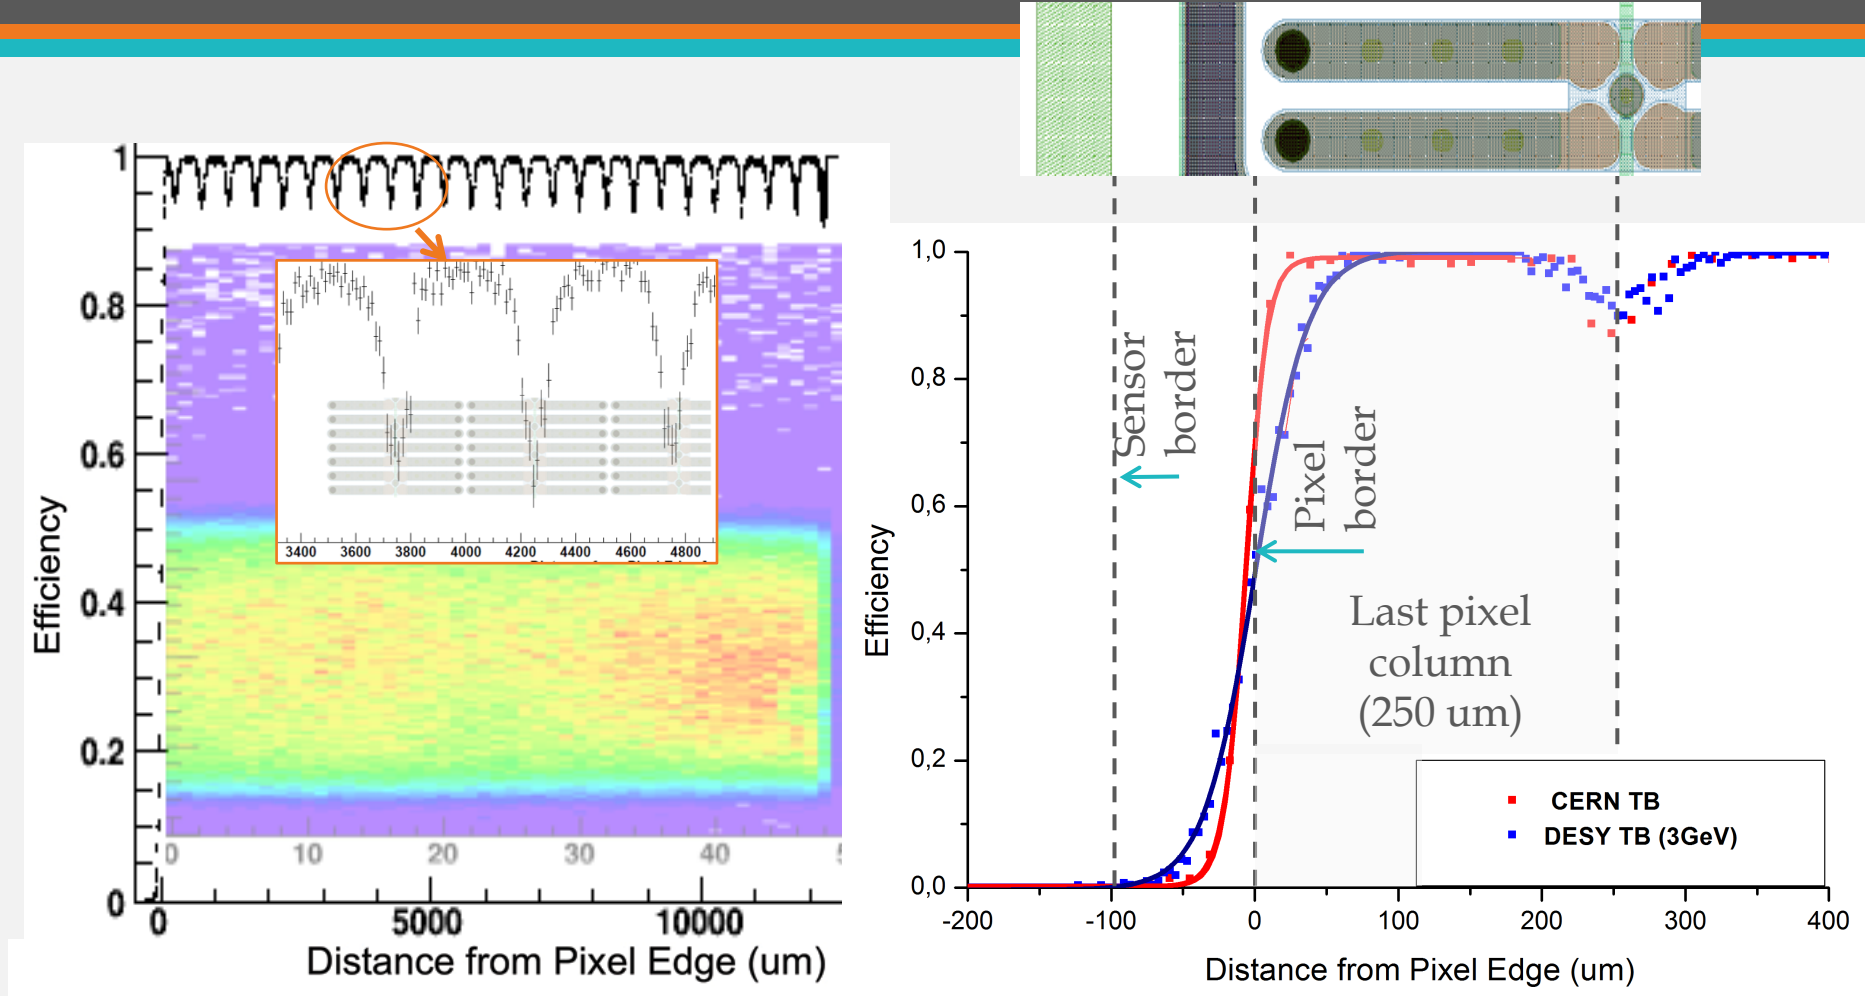 1
0.8
0.6
0.4
0.2
0
Efficiency
3400 3600 3800 4000 4200 4400 4600 4800
0 10 20 30 40
0 5000 10000
Distance from Pixel Edge (um)
1,0
0,8
0,6
0,4
0,2
0,0
Efficiency
Sensor
border
Pixel
border
Last pixel
column
(250 um)
CERN TB
DESY TB (3GeV)
-200 -100 0 100 200 300 400
Distance from Pixel Edge (um)